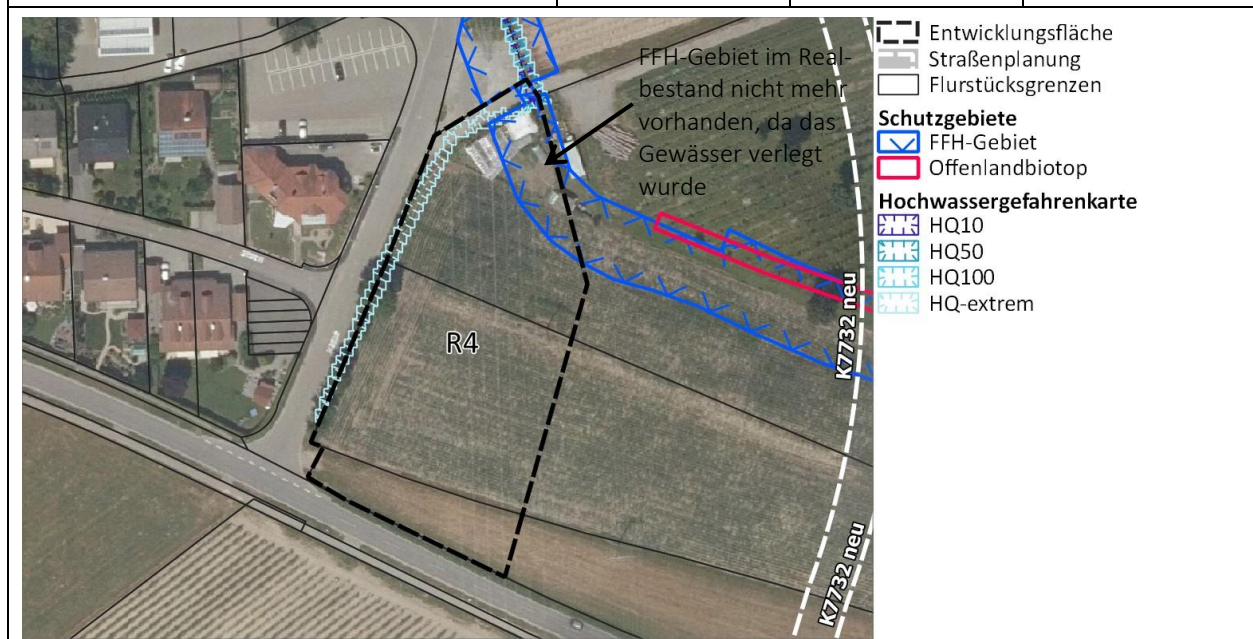 FFH-Gebiet im Real-
bestand nicht mehr
vorhanden, da das
Gewässer verlegt
wurde
R4
K7732 neu
K7732 neu
Entwicklungsfläche
Straßenplanung
Flurstücksgrenzen
Schutzgebiete
FFH-Gebiet
Offenlandbiotop
Hochwassergefahrenkarte
HQ10
HQ50
HQ100
HQ-extrem